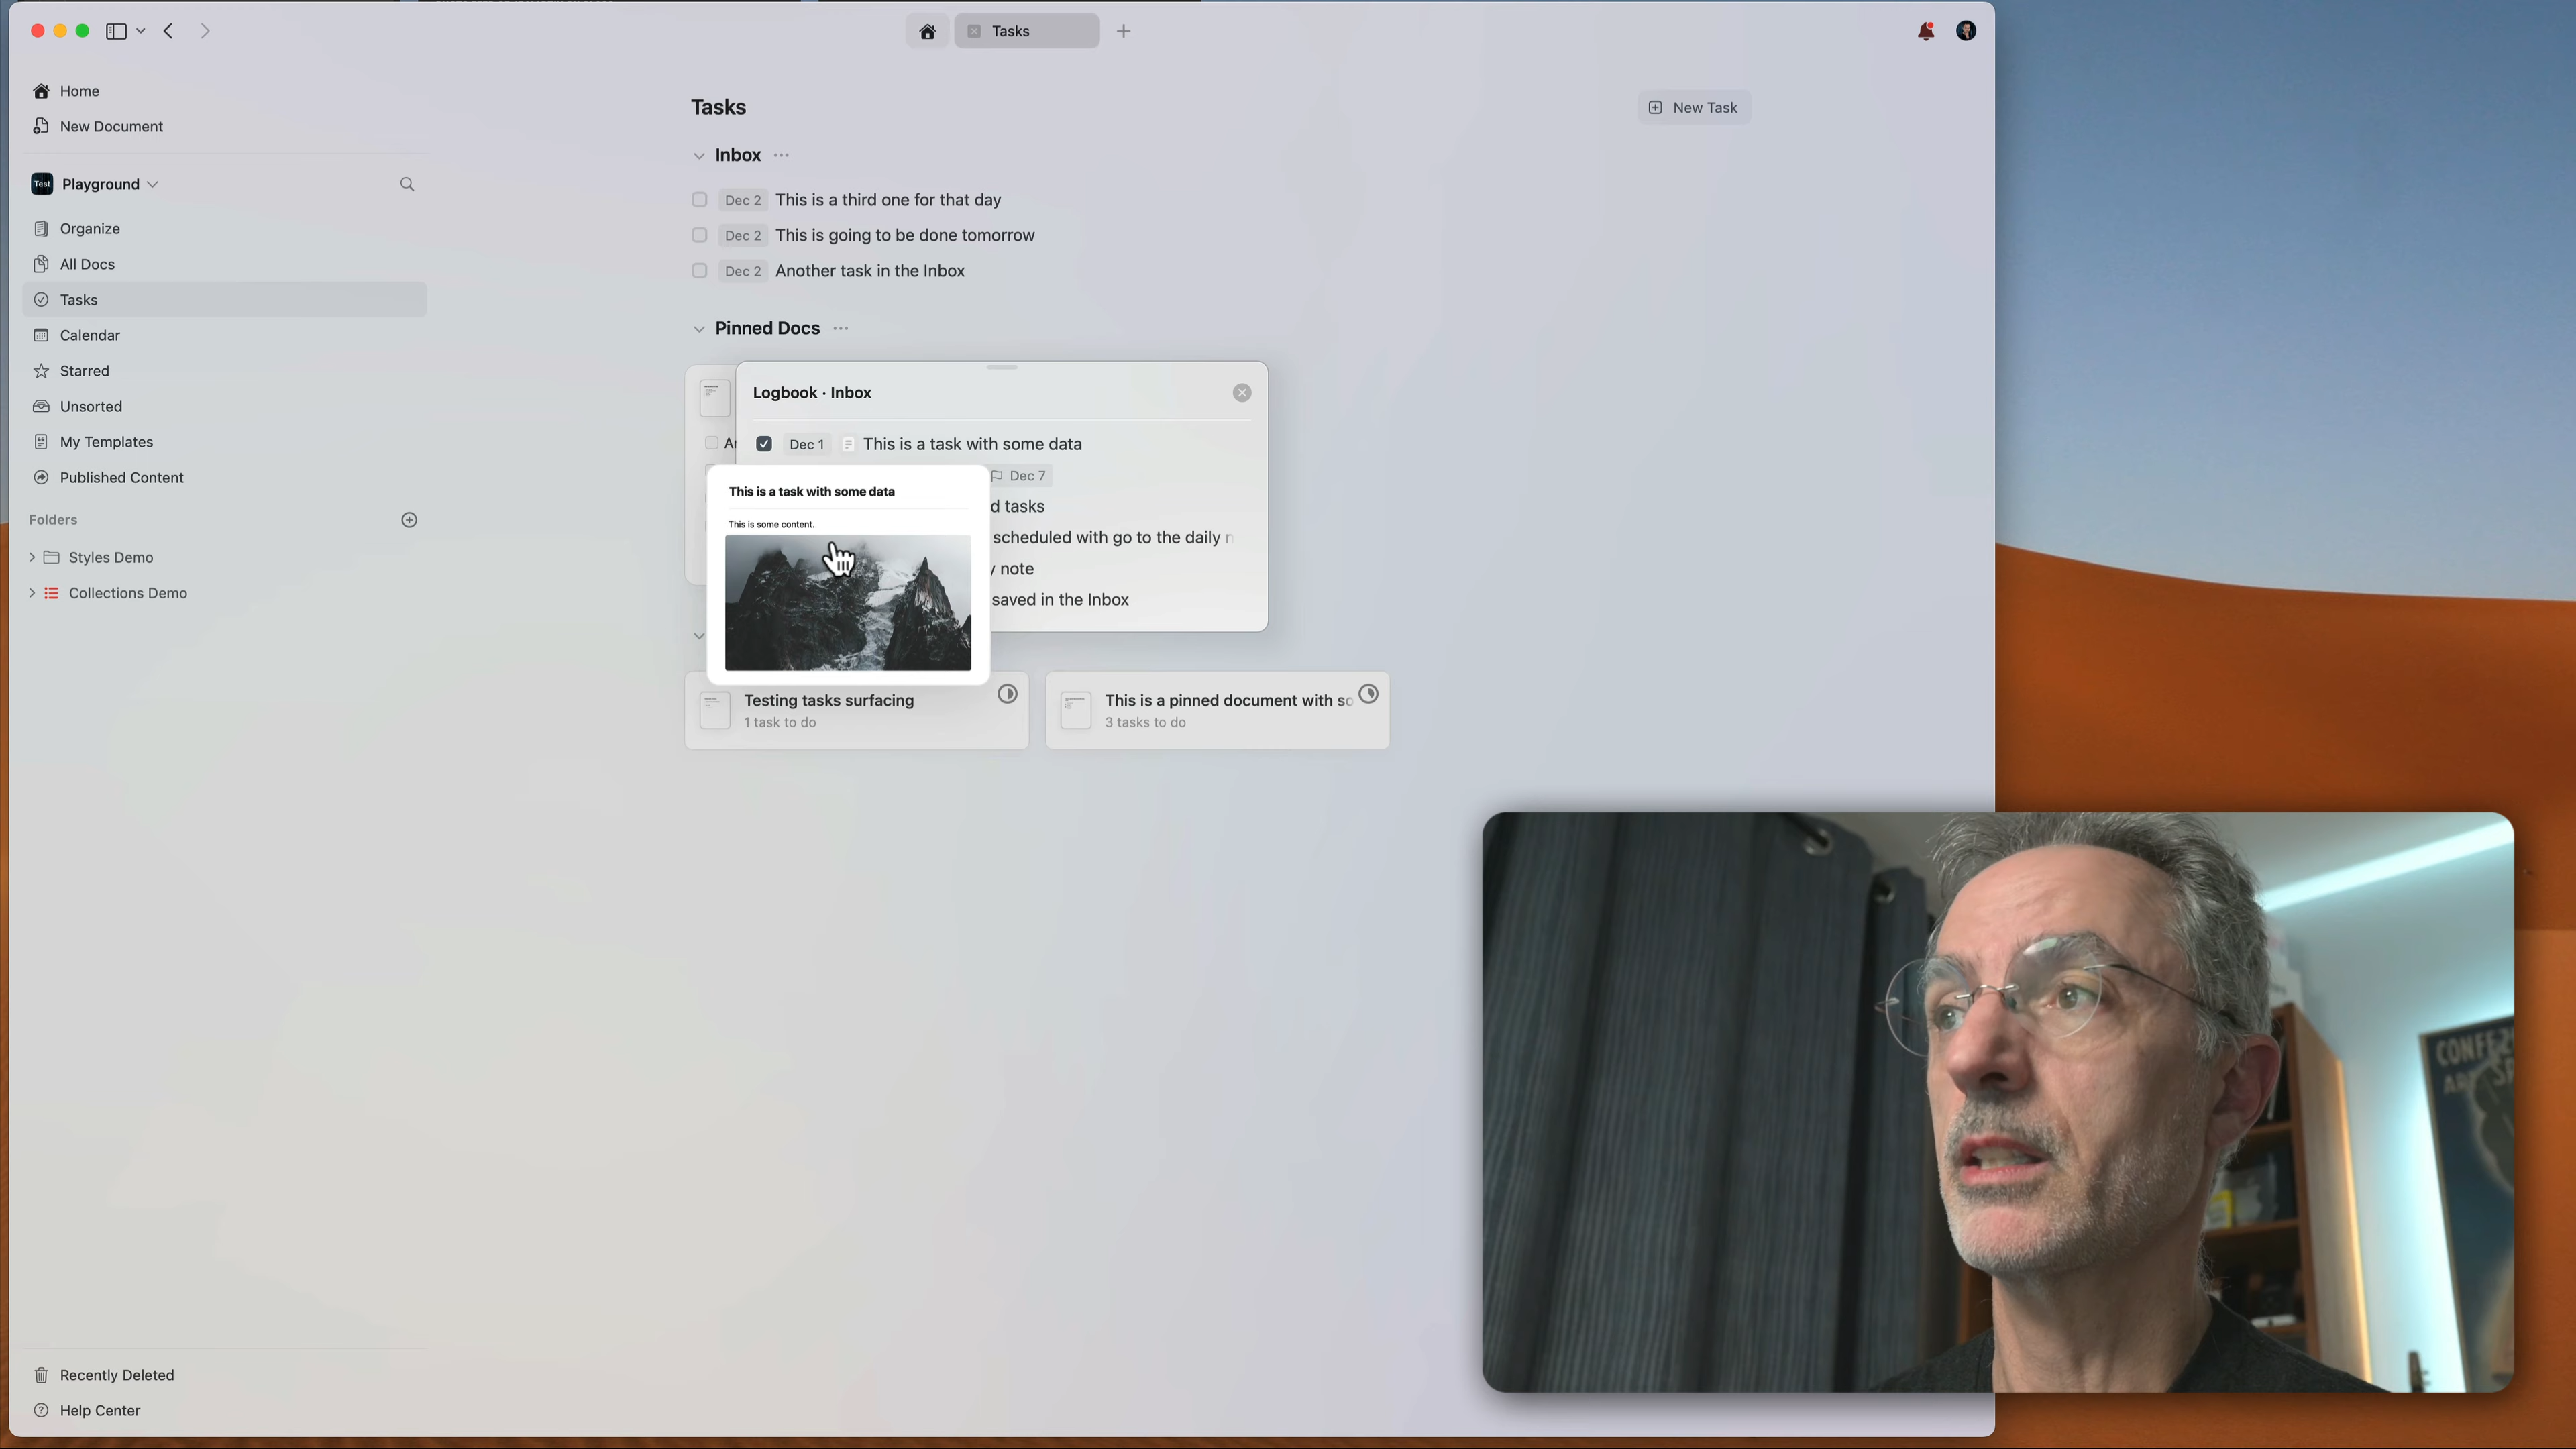 Tasks
Home
New Document
Test Playground
Organize
All Docs
Tasks
Calendar
Starred
Unsorted
My Templates
Published Content
Folders
Styles Demo
Collections Demo
Recently Deleted
Help Center
Tasks
New Task
Inbox ...
Dec 2 This is a third one for that day
Dec 2 This is going to be done tomorrow
Dec 2 Another task in the Inbox
Pinned Docs ...
Logbook · Inbox
Dec 1 This is a task with some data
Dec 7
d tasks
scheduled with go to the daily
note
saved in the Inbox
This is a task with some data
This is some content.
Testing tasks surfacing
1 task to do
This is a pinned document with so
3 tasks to do